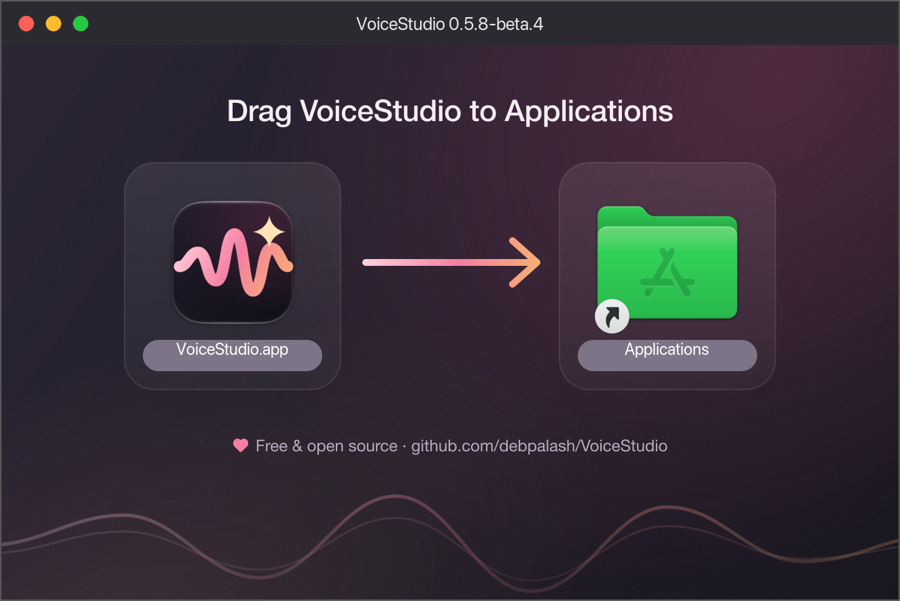 VoiceStudio 0.5.8-beta.4
Drag VoiceStudio to Applications
VoiceStudio.app
Applications
Free & open source · github.com/debpalash/VoiceStudio